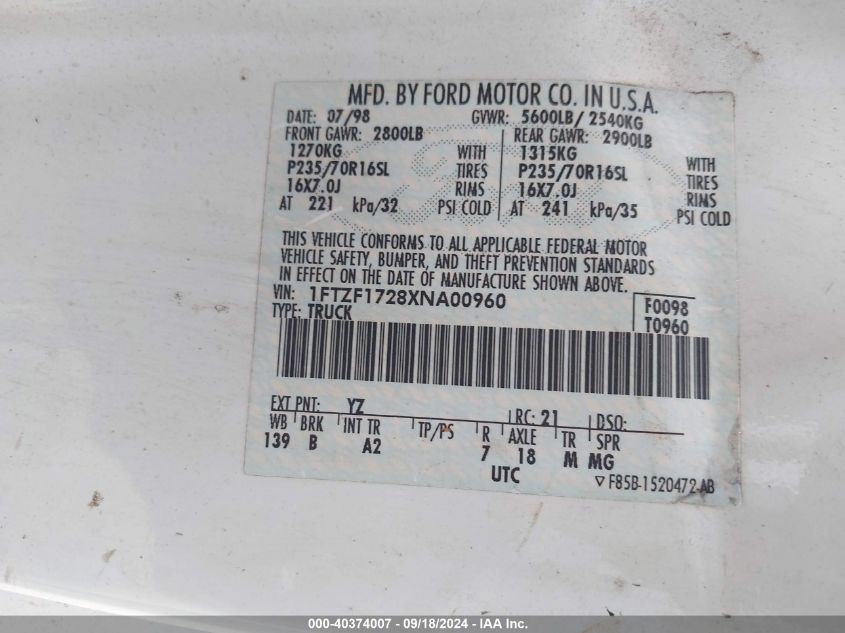 MFD. BY FORD MOTOR CO. IN U.S.A.
DATE: 07/98 GVWR: 5600LB/ 2540KG
FRONT GAWR: 2800LB REAR GAWR: 2900LB
1270KG WITH 1315KG WITH
P235/70R16SL TIRES P235/70R16SL TIRES
16X7.0J RIMS 16X7.0J RIMS
AT 221 kPa/32 PSI COLD AT 241 kPa/35 PSI COLD
THIS VEHICLE CONFORMS TO ALL APPLICABLE FEDERAL MOTOR
VEHICLE SAFETY, BUMPER, AND THEFT PREVENTION STANDARDS
IN EFFECT ON THE DATE OF MANUFACTURE SHOWN ABOVE.
VIN: 1FTZF1728XNA00960 F0098
TYPE: TRUCK T0960
EXT PNT: YZ RC: 21 DSO:
WB BRK INT TR TP/PS R AXLE TR SPR
139 B A2 7 18 M MG
UTC F85B-1520472-AB
000-40374007 - 09/18/2024 - IAA Inc.